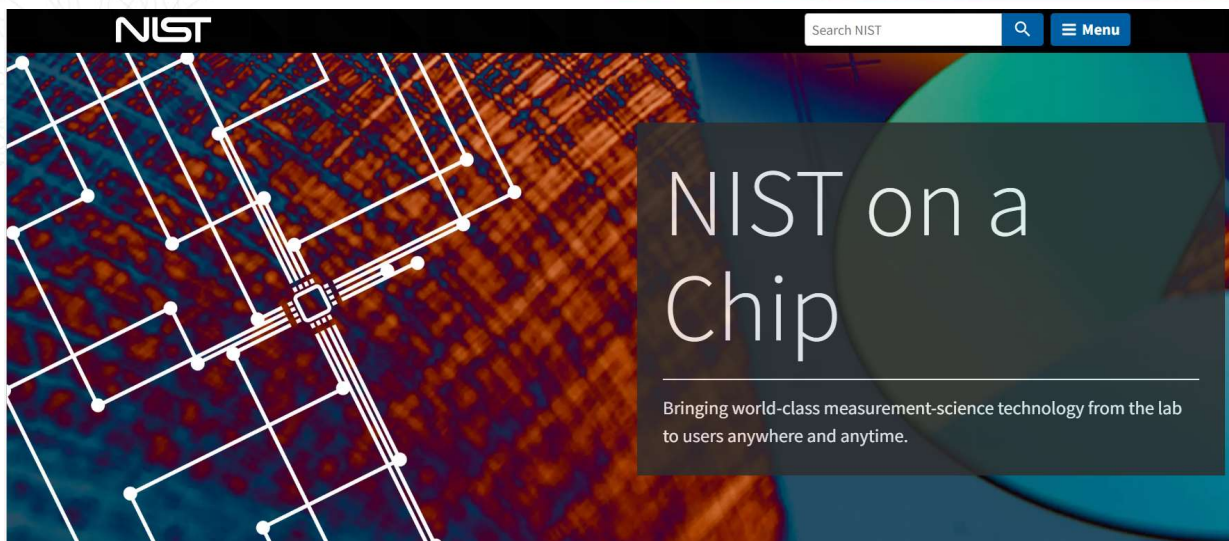 NIST
Search NIST
Menu
NIST on a
Chip
Bringing world-class measurement-science technology from the lab
to users anywhere and anytime.